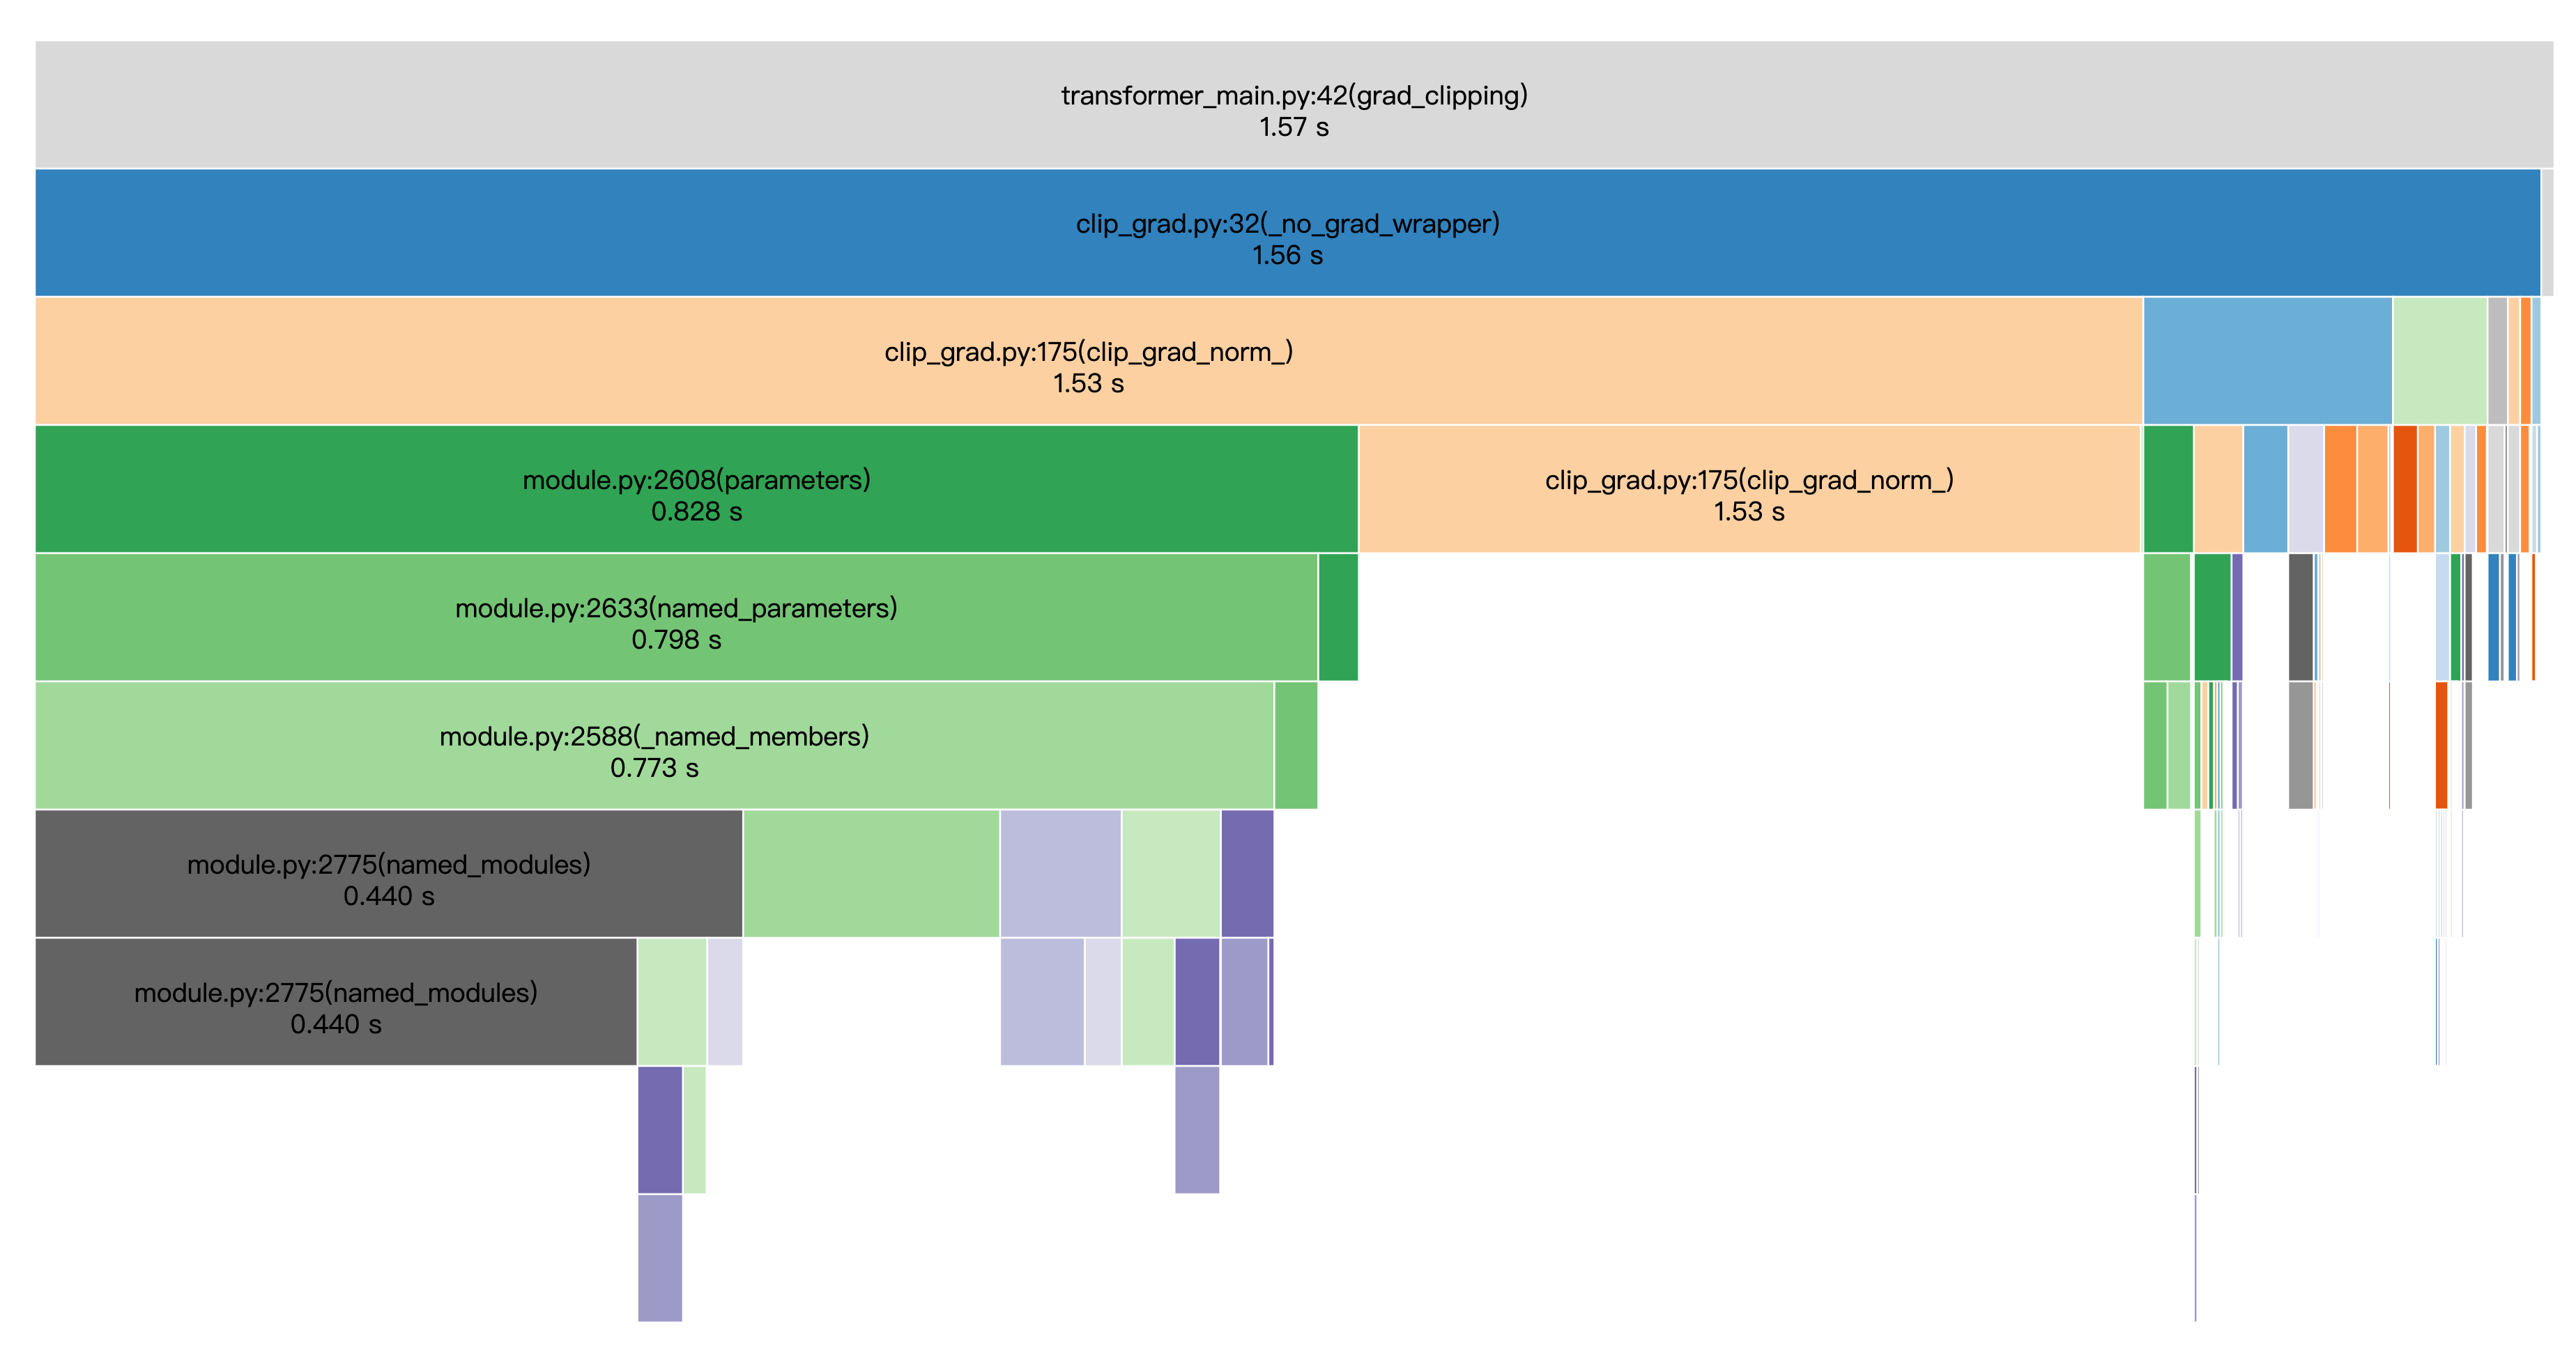 transformer_main.py:42(grad_clipping)
1.57 s
clip_grad.py:32(_no_grad_wrapper)
1.56 s
clip_grad.py:175(clip_grad_norm_)
1.53 s
module.py:2608(parameters)
0.828 s
clip_grad.py:175(clip_grad_norm_)
1.53 s
module.py:2633(named_parameters)
0.798 s
module.py:2588(_named_members)
0.773 s
module.py:2775(named_modules)
0.440 s
module.py:2775(named_modules)
0.440 s